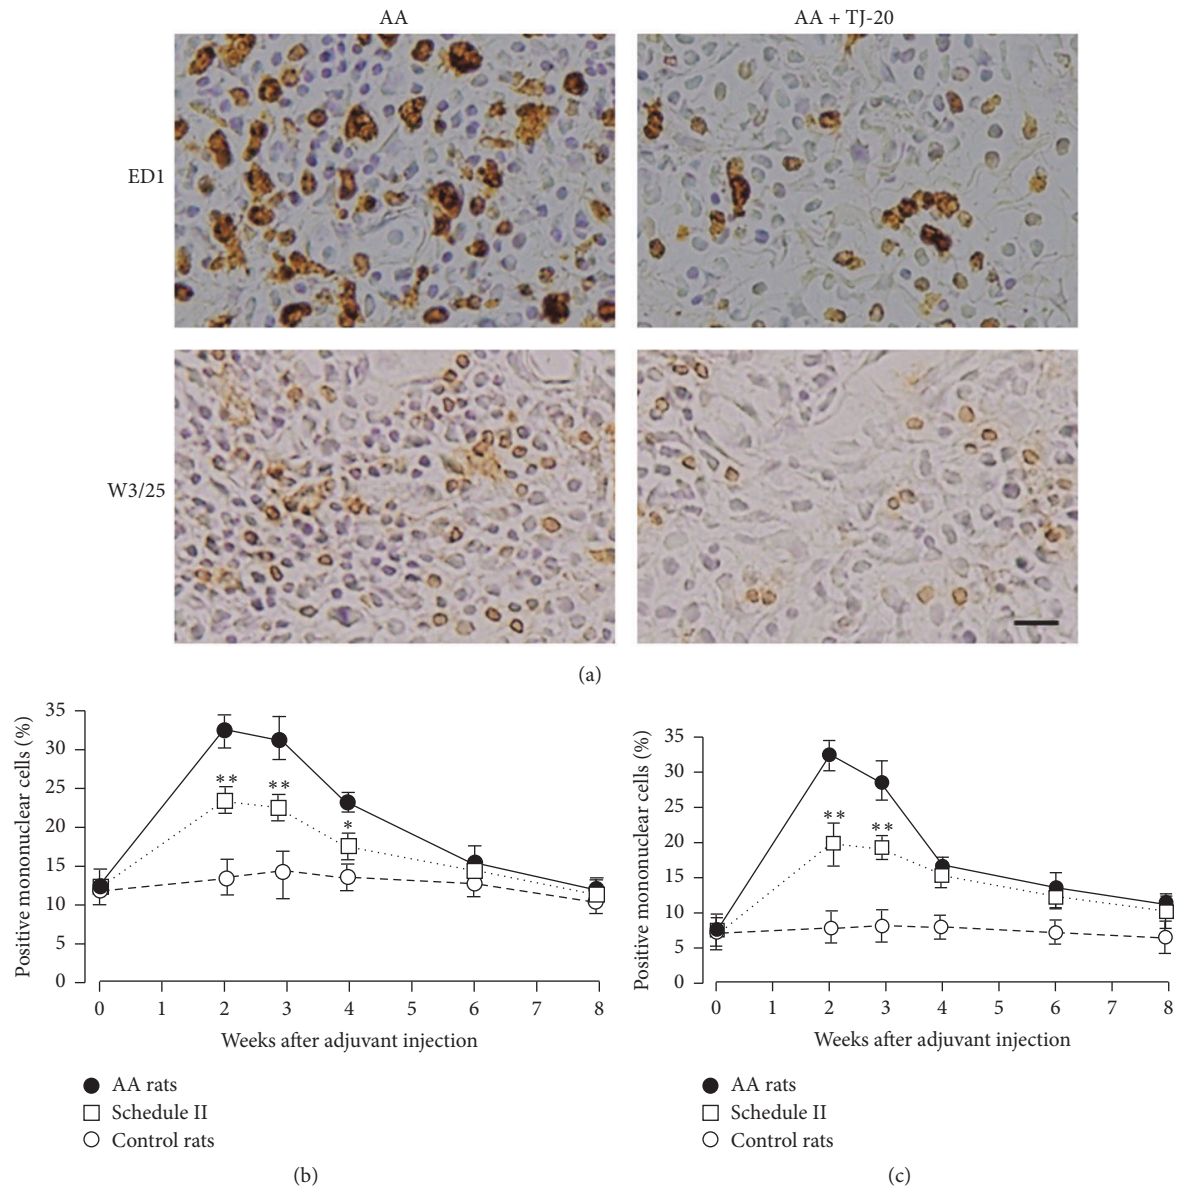 AA
AA + TJ-20
ED1
W3/25
(a)
Positive mononuclear cells (%)
35
30
25
20
15
10
5
0
**
**
*
0 1 2 3 4 6 7 8
Weeks after adjuvant injection
AA rats
Schedule II
Control rats
(b)
Positive mononuclear cells (%)
35
30
25
20
15
10
5
0
**
**
0 1 2 3 4 5 6 7 8
Weeks after adjuvant injection
AA rats
Schedule II
Control rats
(c)